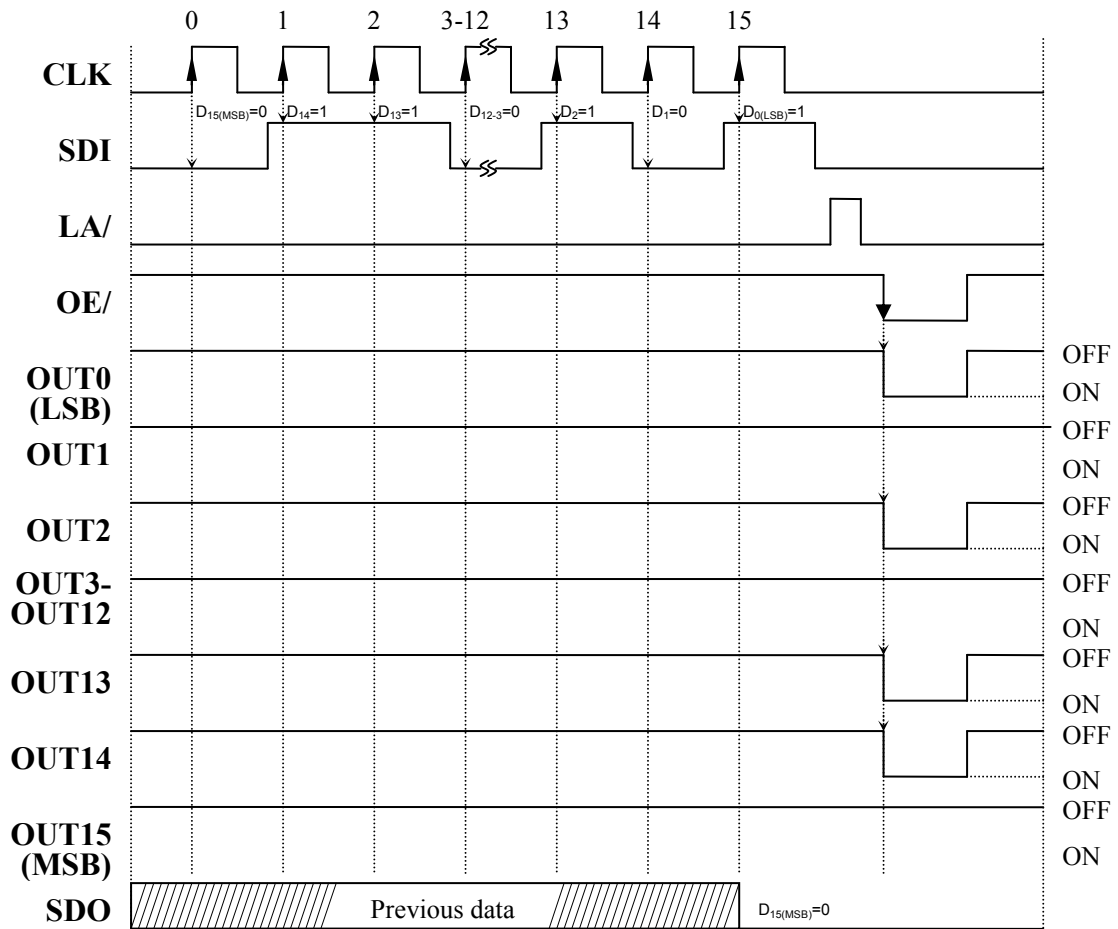 0 1 2 3-12 13 14 15
CLK
D15(MSB)=0 D14=1 D13=1 D12-3=0 D2=1 D1=0 D0(LSB)=1
SDI
LA/
OE/
OFF
OUT0
(LSB)
ON
OFF
OUT1
ON
OFF
OUT2
ON
OUT3-
OUT12
OFF
ON
OFF
OUT13
ON
OFF
OUT14
ON
OFF
OUT15
(MSB)
ON
SDO
Previous data
D15(MSB)=0